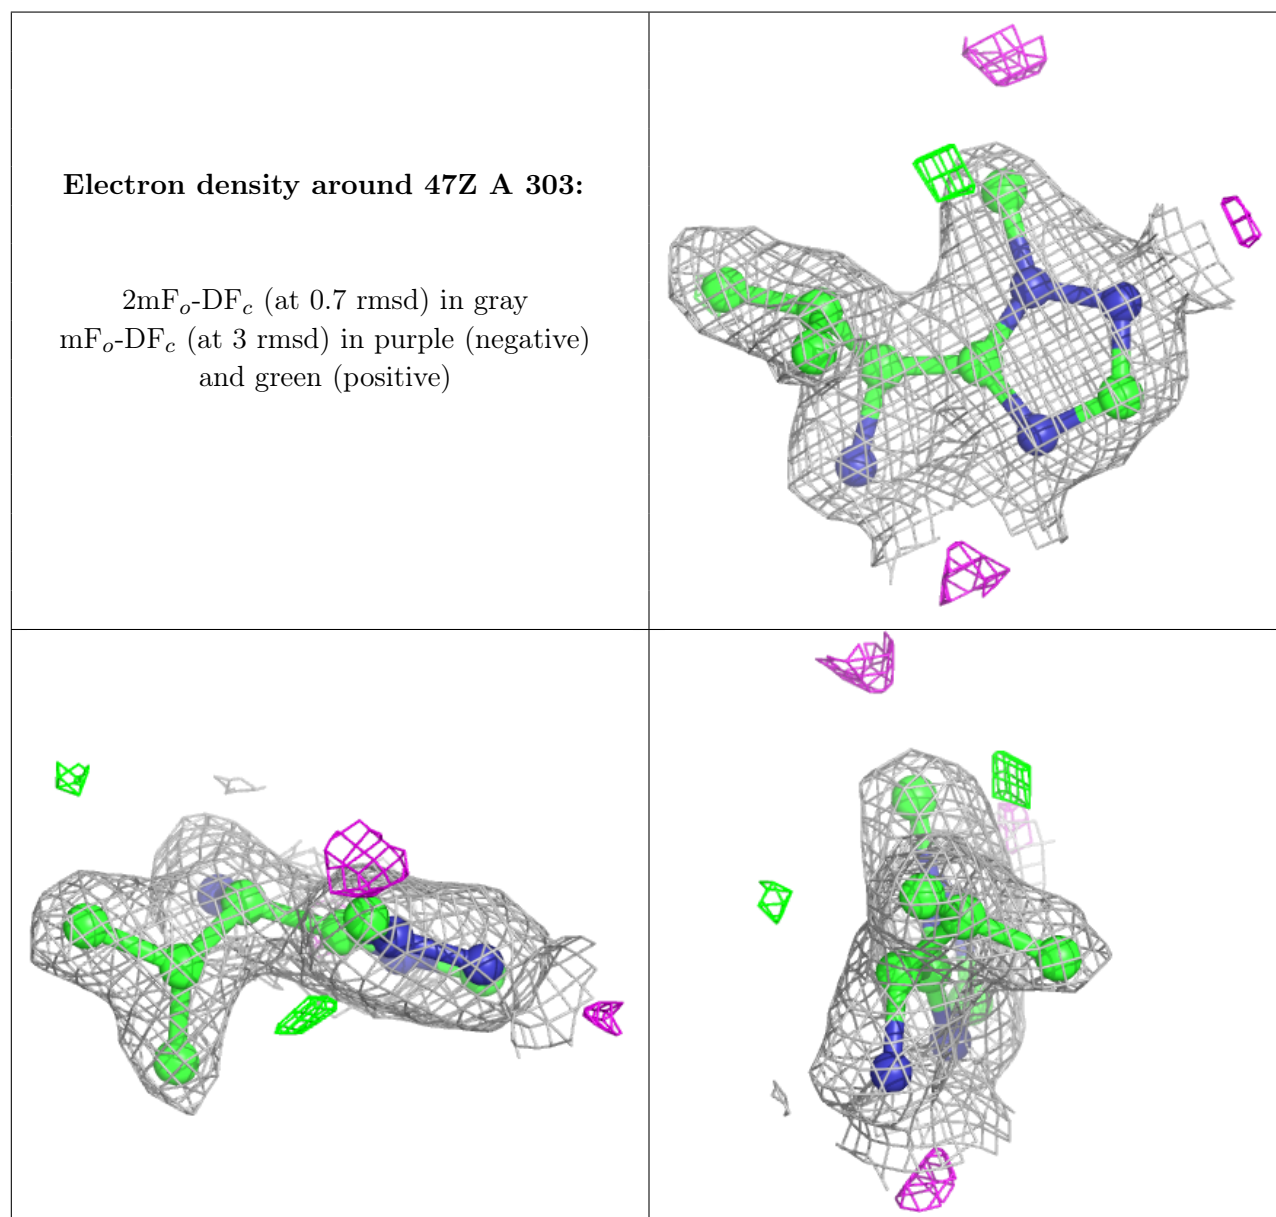 Electron density around 47Z A 303:
2mFo-DFc (at 0.7 rmsd) in gray
mFo-DFc (at 3 rmsd) in purple (negative)
and green (positive)